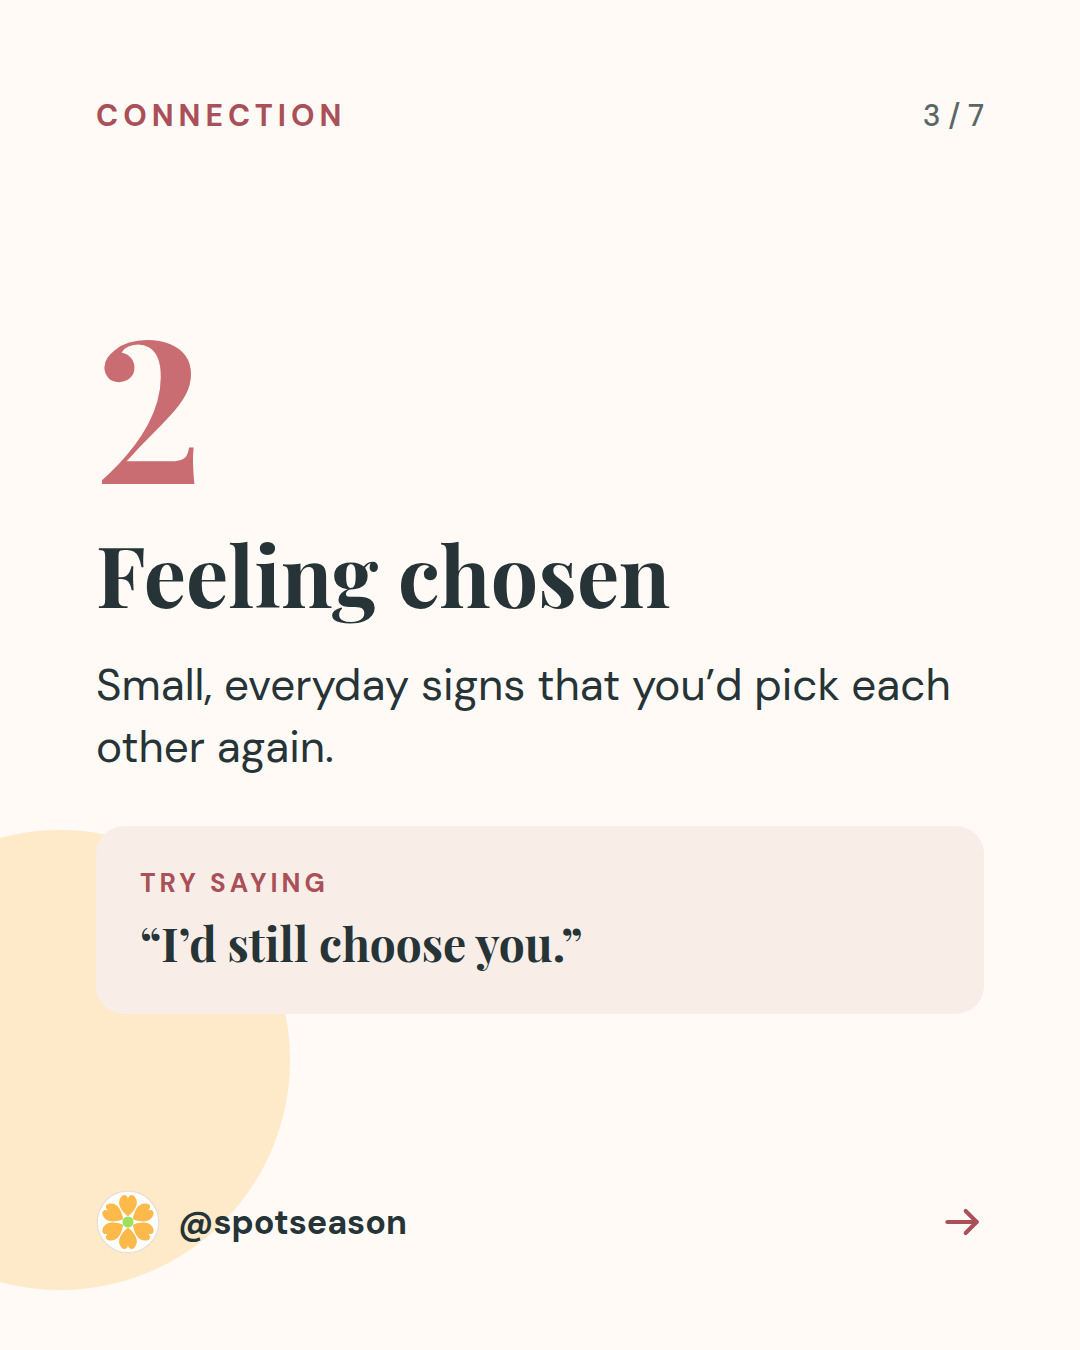 CONNECTION
3 / 7
2
Feeling chosen
Small, everyday signs that you’d pick each
other again.
TRY SAYING
“I’d still choose you.”
@spotseason